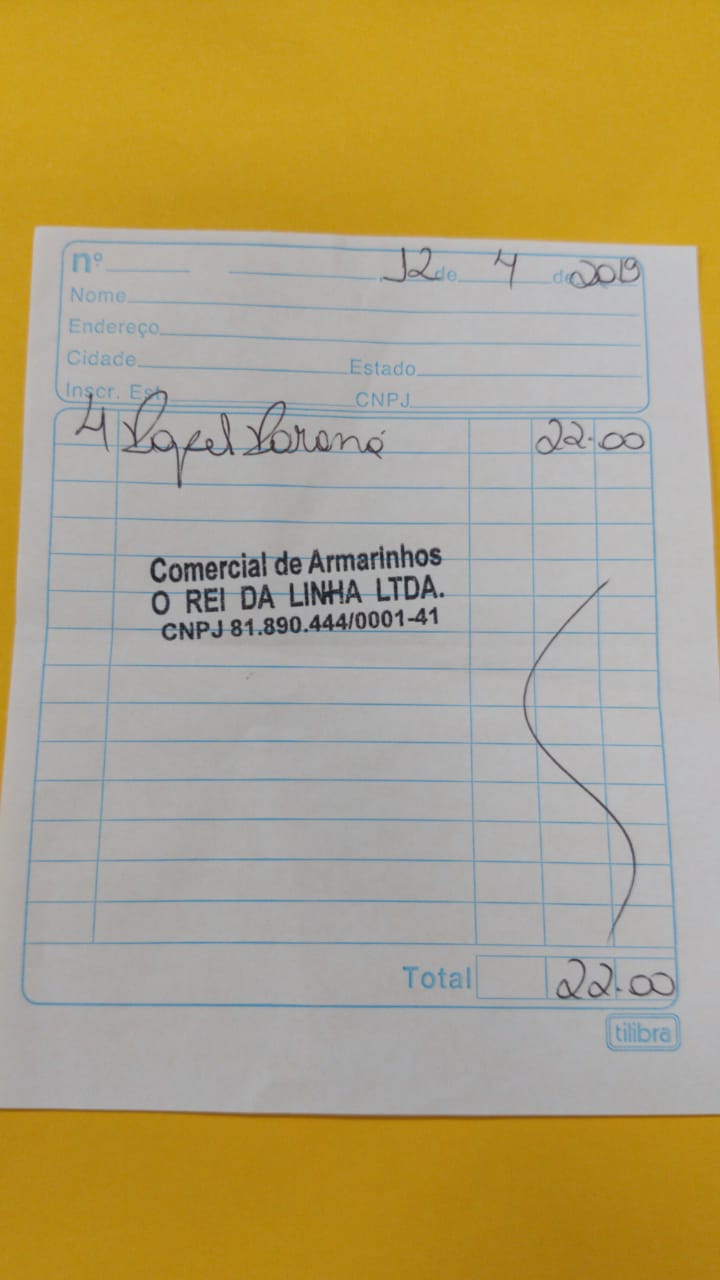 nº 12 de 4 de 2019
Nome
Endereço
Cidade Estado
Inscr. Est. CNPJ
4 Papel Paraná 22.00
Comercial de Armarinhos
O REI DA LINHA LTDA.
CNPJ 81.890.444/0001-41
Total 22.00
tilibra